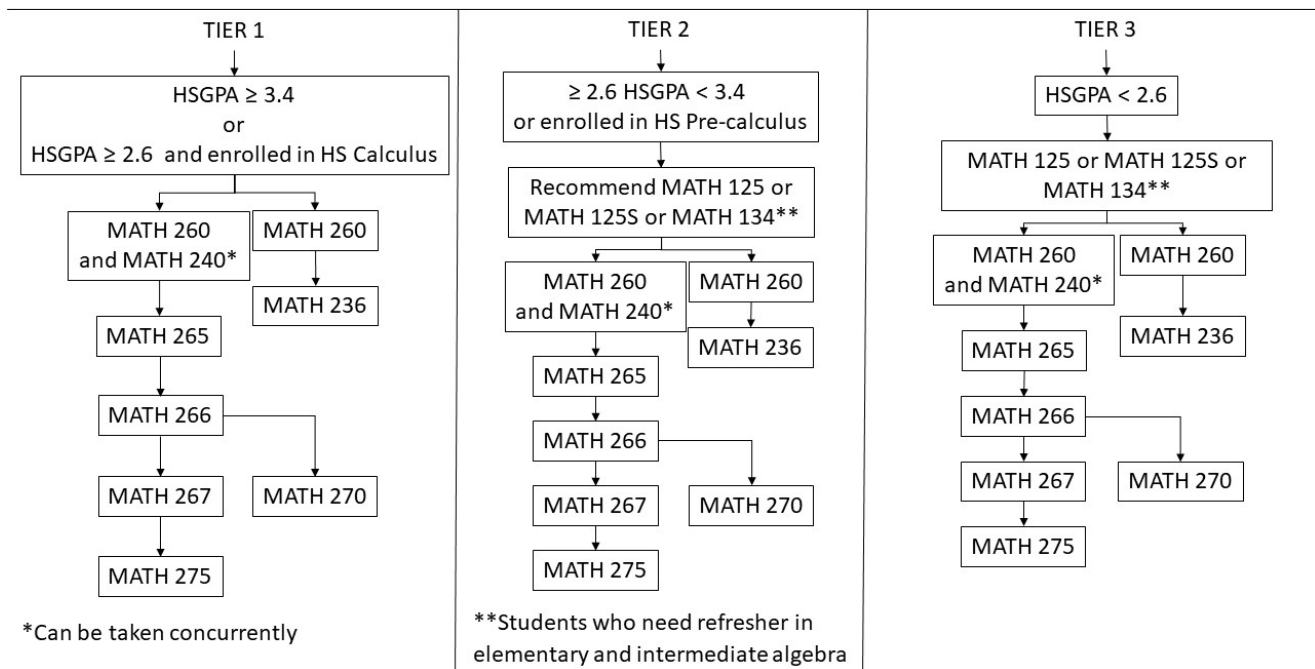 TIER 1
HSGPA ≥ 3.4
or
HSGPA ≥ 2.6 and enrolled in HS Calculus
MATH 260
and MATH 240*
MATH 260
MATH 236
MATH 265
MATH 266
MATH 267
MATH 270
MATH 275
*Can be taken concurrently
TIER 2
≥ 2.6 HSGPA < 3.4
or enrolled in HS Pre-calculus
Recommend MATH 125 or
MATH 125S or MATH 134**
MATH 260
and MATH 240*
MATH 260
MATH 236
MATH 265
MATH 266
MATH 267
MATH 270
MATH 275
**Students who need refresher in
elementary and intermediate algebra
TIER 3
HSGPA < 2.6
MATH 125 or MATH 125S or
MATH 134**
MATH 260
and MATH 240*
MATH 260
MATH 236
MATH 265
MATH 266
MATH 267
MATH 270
MATH 275